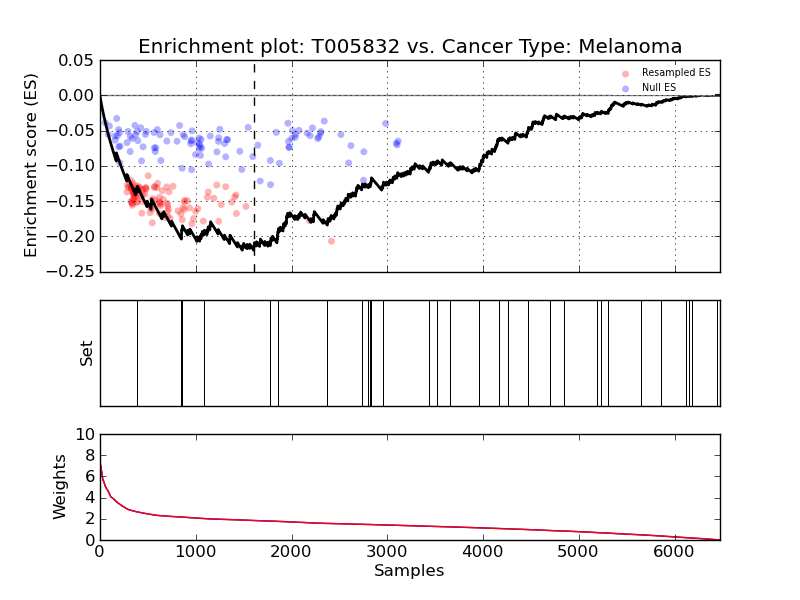 Enrichment plot: T005832 vs. Cancer Type: Melanoma
Enrichment score (ES)
0.05
0.00
−0.05
−0.10
−0.15
−0.20
−0.25
Resampled ES
Null ES
Set
Weights
10
8
6
4
2
0
0 1000 2000 3000 4000 5000 6000
Samples